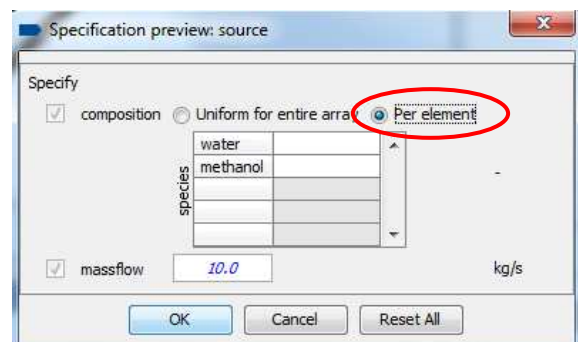 Specification preview: source
Specify
composition Uniform for entire array Per element
water
methanol
species
-
massflow 10.0 kg/s
OK Cancel Reset All